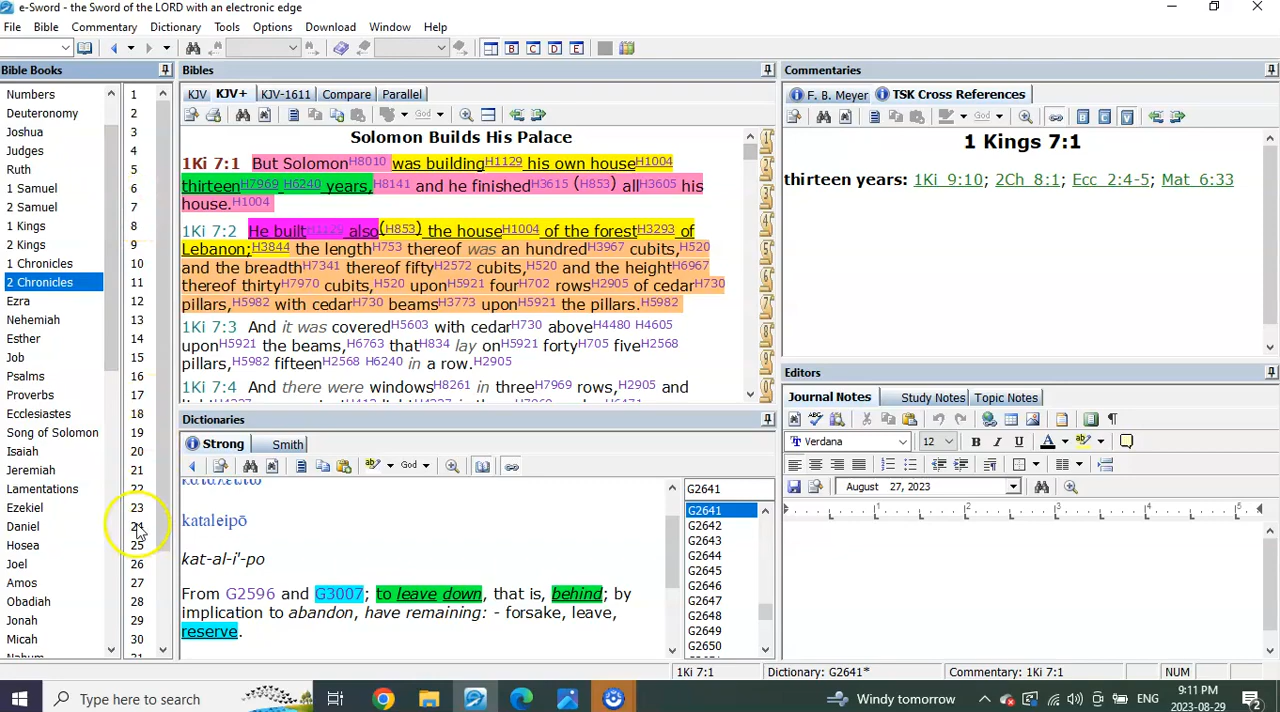 e-Sword - the Sword of the LORD with an electronic edge
File Bible Commentary Dictionary Tools Options Download Window Help
B C D E
Bible Books
Numbers
Deuteronomy
Joshua
Judges
Ruth
1 Samuel
2 Samuel
1 Kings
2 Kings
1 Chronicles
2 Chronicles
Ezra
Nehemiah
Esther
Job
Psalms
Proverbs
Ecclesiastes
Song of Solomon
Isaiah
Jeremiah
Lamentations
Ezekiel
Daniel
Hosea
Joel
Amos
Obadiah
Jonah
Micah
Nahum
1
2
3
4
5
6
7
8
9
10
11
12
13
14
15
16
17
18
19
20
21
22
23
24
25
26
27
28
29
30
Bibles
KJV KJV+ KJV-1611 Compare Parallel
God
Solomon Builds His Palace
1Ki 7:1 But SolomonH8010 was buildingH1129 his own houseH1004
thirteenH7969 H6240 years,H8141 and he finishedH3615 (H853) allH3605 his
house.H1004
1Ki 7:2 He builtH1129 also(H853) the houseH1004 of the forestH3293 of
Lebanon;H3844 the lengthH753 thereof was an hundredH3967 cubits,H520
and the breadthH7341 thereof fiftyH2572 cubits,H520 and the heightH6967
thereof thirtyH7970 cubits,H520 uponH5921 fourH702 rowsH2905 of cedarH730
pillars,H5982 with cedarH730 beamsH3773 uponH5921 the pillars.H5982
1Ki 7:3 And it was coveredH5603 with cedarH730 aboveH4480 H4605
uponH5921 the beams,H6763 thatH834 lay on fortyH705 fiveH2568
pillars,H5982 fifteenH2568 H6240 in a row.H2905
1Ki 7:4 And there were windowsH8261 in threeH7969 rows,H2905 and
Dictionaries
Strong Smith
God
kataleipō
kat-al-i'-po
From G2596 and G3007; to leave down, that is, behind; by
implication to abandon, have remaining: - forsake, leave,
reserve.
G2641
G2641
G2642
G2643
G2644
G2645
G2646
G2647
G2648
G2649
G2650
Commentaries
F. B. Meyer TSK Cross References
God B C V
1 Kings 7:1
thirteen years: 1Ki 9:10; 2Ch 8:1; Ecc 2:4-5; Mat 6:33
Editors
Journal Notes Study Notes Topic Notes
Verdana 12 B I U A
August 27, 2023
1 2 3 4 5
1Ki 7:1 Dictionary: G2641* Commentary: 1Ki 7:1 NUM
Type here to search
Windy tomorrow ENG
9:11 PM
2023-08-29
2